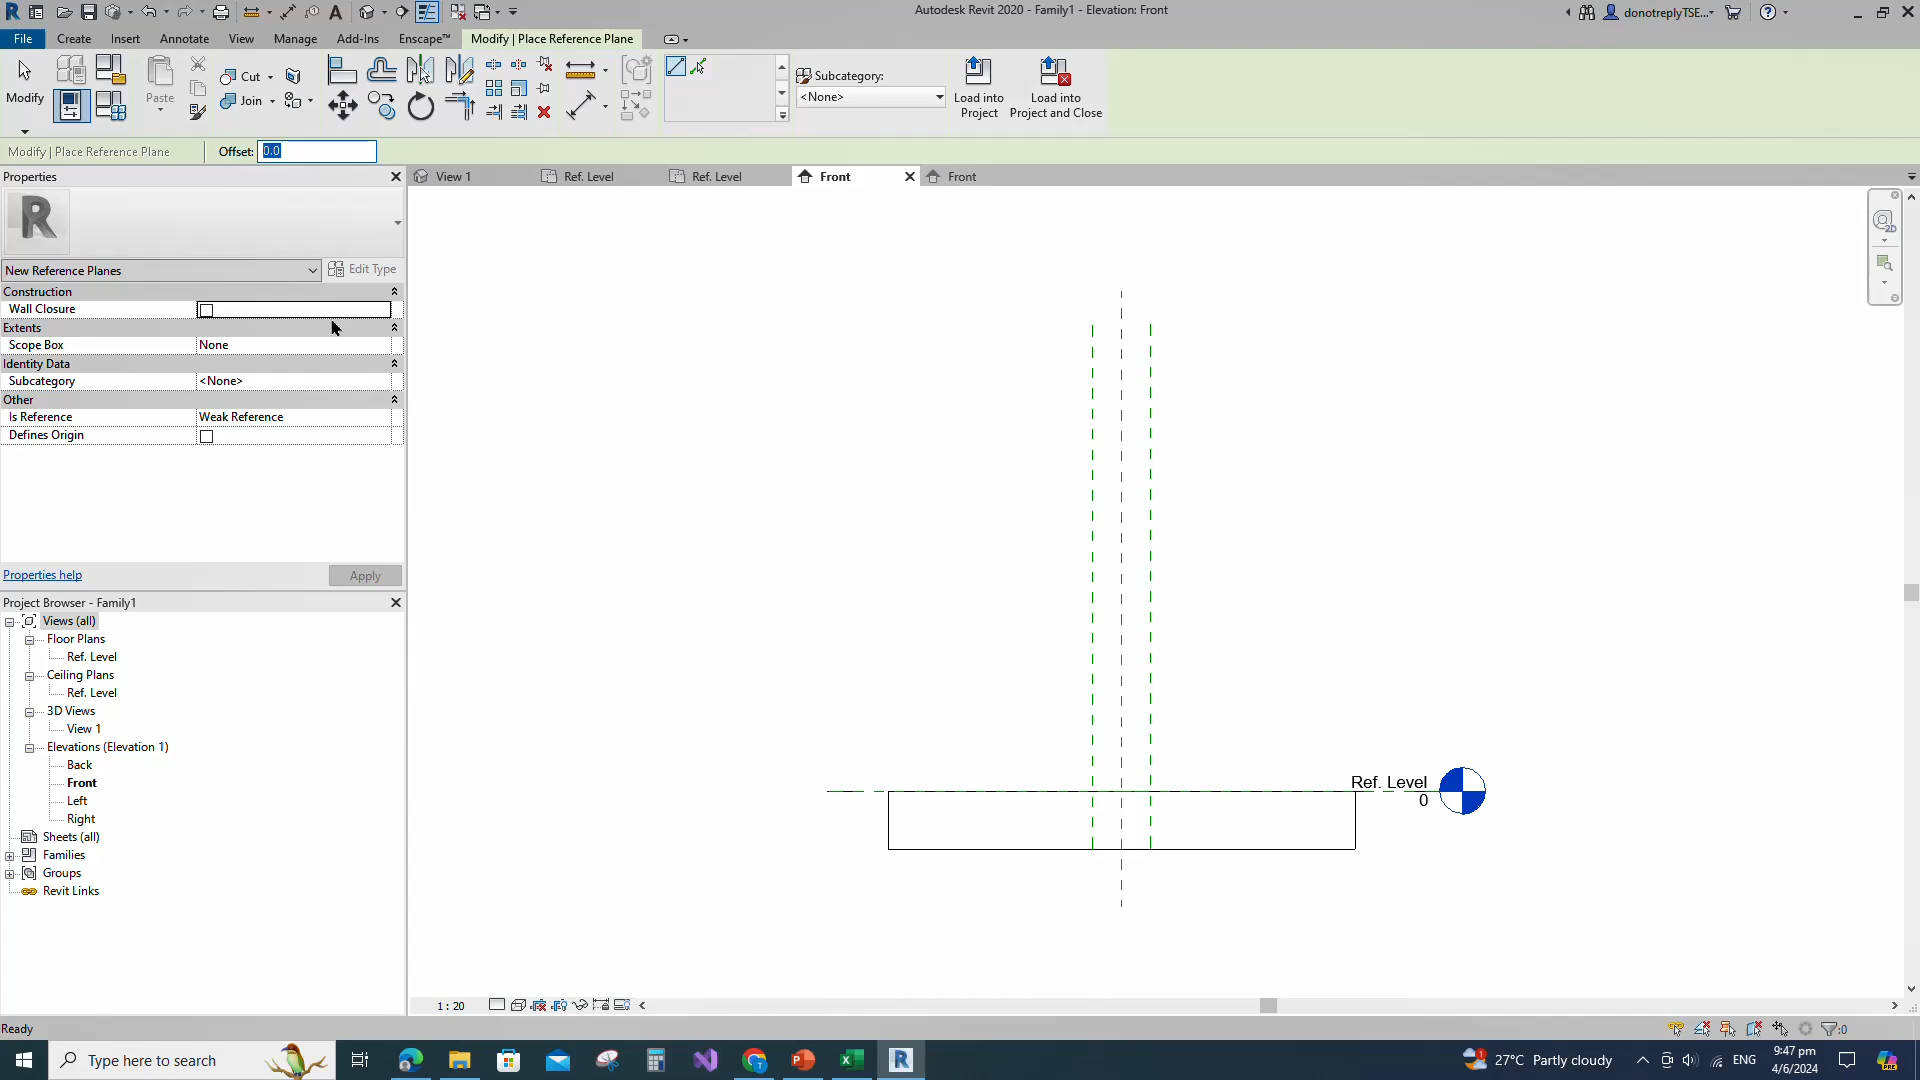 Autodesk Revit 2020 - Family1 - Elevation: Front
donotreplyTSE...
File Create Insert Annotate View Manage Add-Ins Enscape™ Modify | Place Reference Plane
Modify
Paste
Cut
Join
Subcategory:
<None>
Load into
Project
Load into
Project and Close
Modify | Place Reference Plane
Offset: 0.0
Properties
View 1
Ref. Level
Ref. Level
Front
Front
2D
R
New Reference Planes
Edit Type
Construction
Wall Closure
Extents
Scope Box None
Identity Data
Subcategory <None>
Other
Is Reference Weak Reference
Defines Origin
Properties help
Apply
Project Browser - Family1
Views (all)
Floor Plans
Ref. Level
Ceiling Plans
Ref. Level
3D Views
View 1
Elevations (Elevation 1)
Back
Front
Left
Right
Sheets (all)
Families
Groups
Revit Links
Ref. Level
0
1 : 20
Ready
:0
Type here to search
27°C Partly cloudy
ENG
9:47 pm
4/6/2024